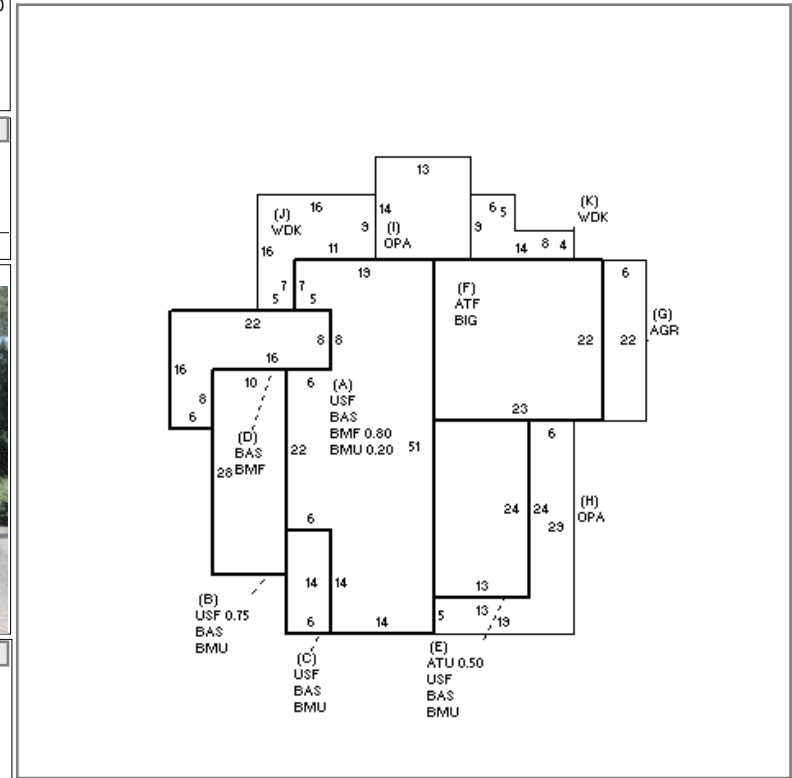 0
13
16
14
9
(J)
WDK
(I)
OPA
6
5
9
(K)
WDK
16
11
14
8
4
19
7
7
5
5
(F)
ATF
BIG
6
(G)
AGR
22
22
22
8
8
16
16
8
6
10
6
(A)
USF
BAS
BMF 0.80
BMU 0.20
23
6
(D)
BAS
BMF
28
22
51
24
24
29
(H)
OPA
6
14
14
13
13
19
5
6
14
(B)
USF 0.75
BAS
BMU
(C)
USF
BAS
BMU
(E)
ATU 0.50
USF
BAS
BMU